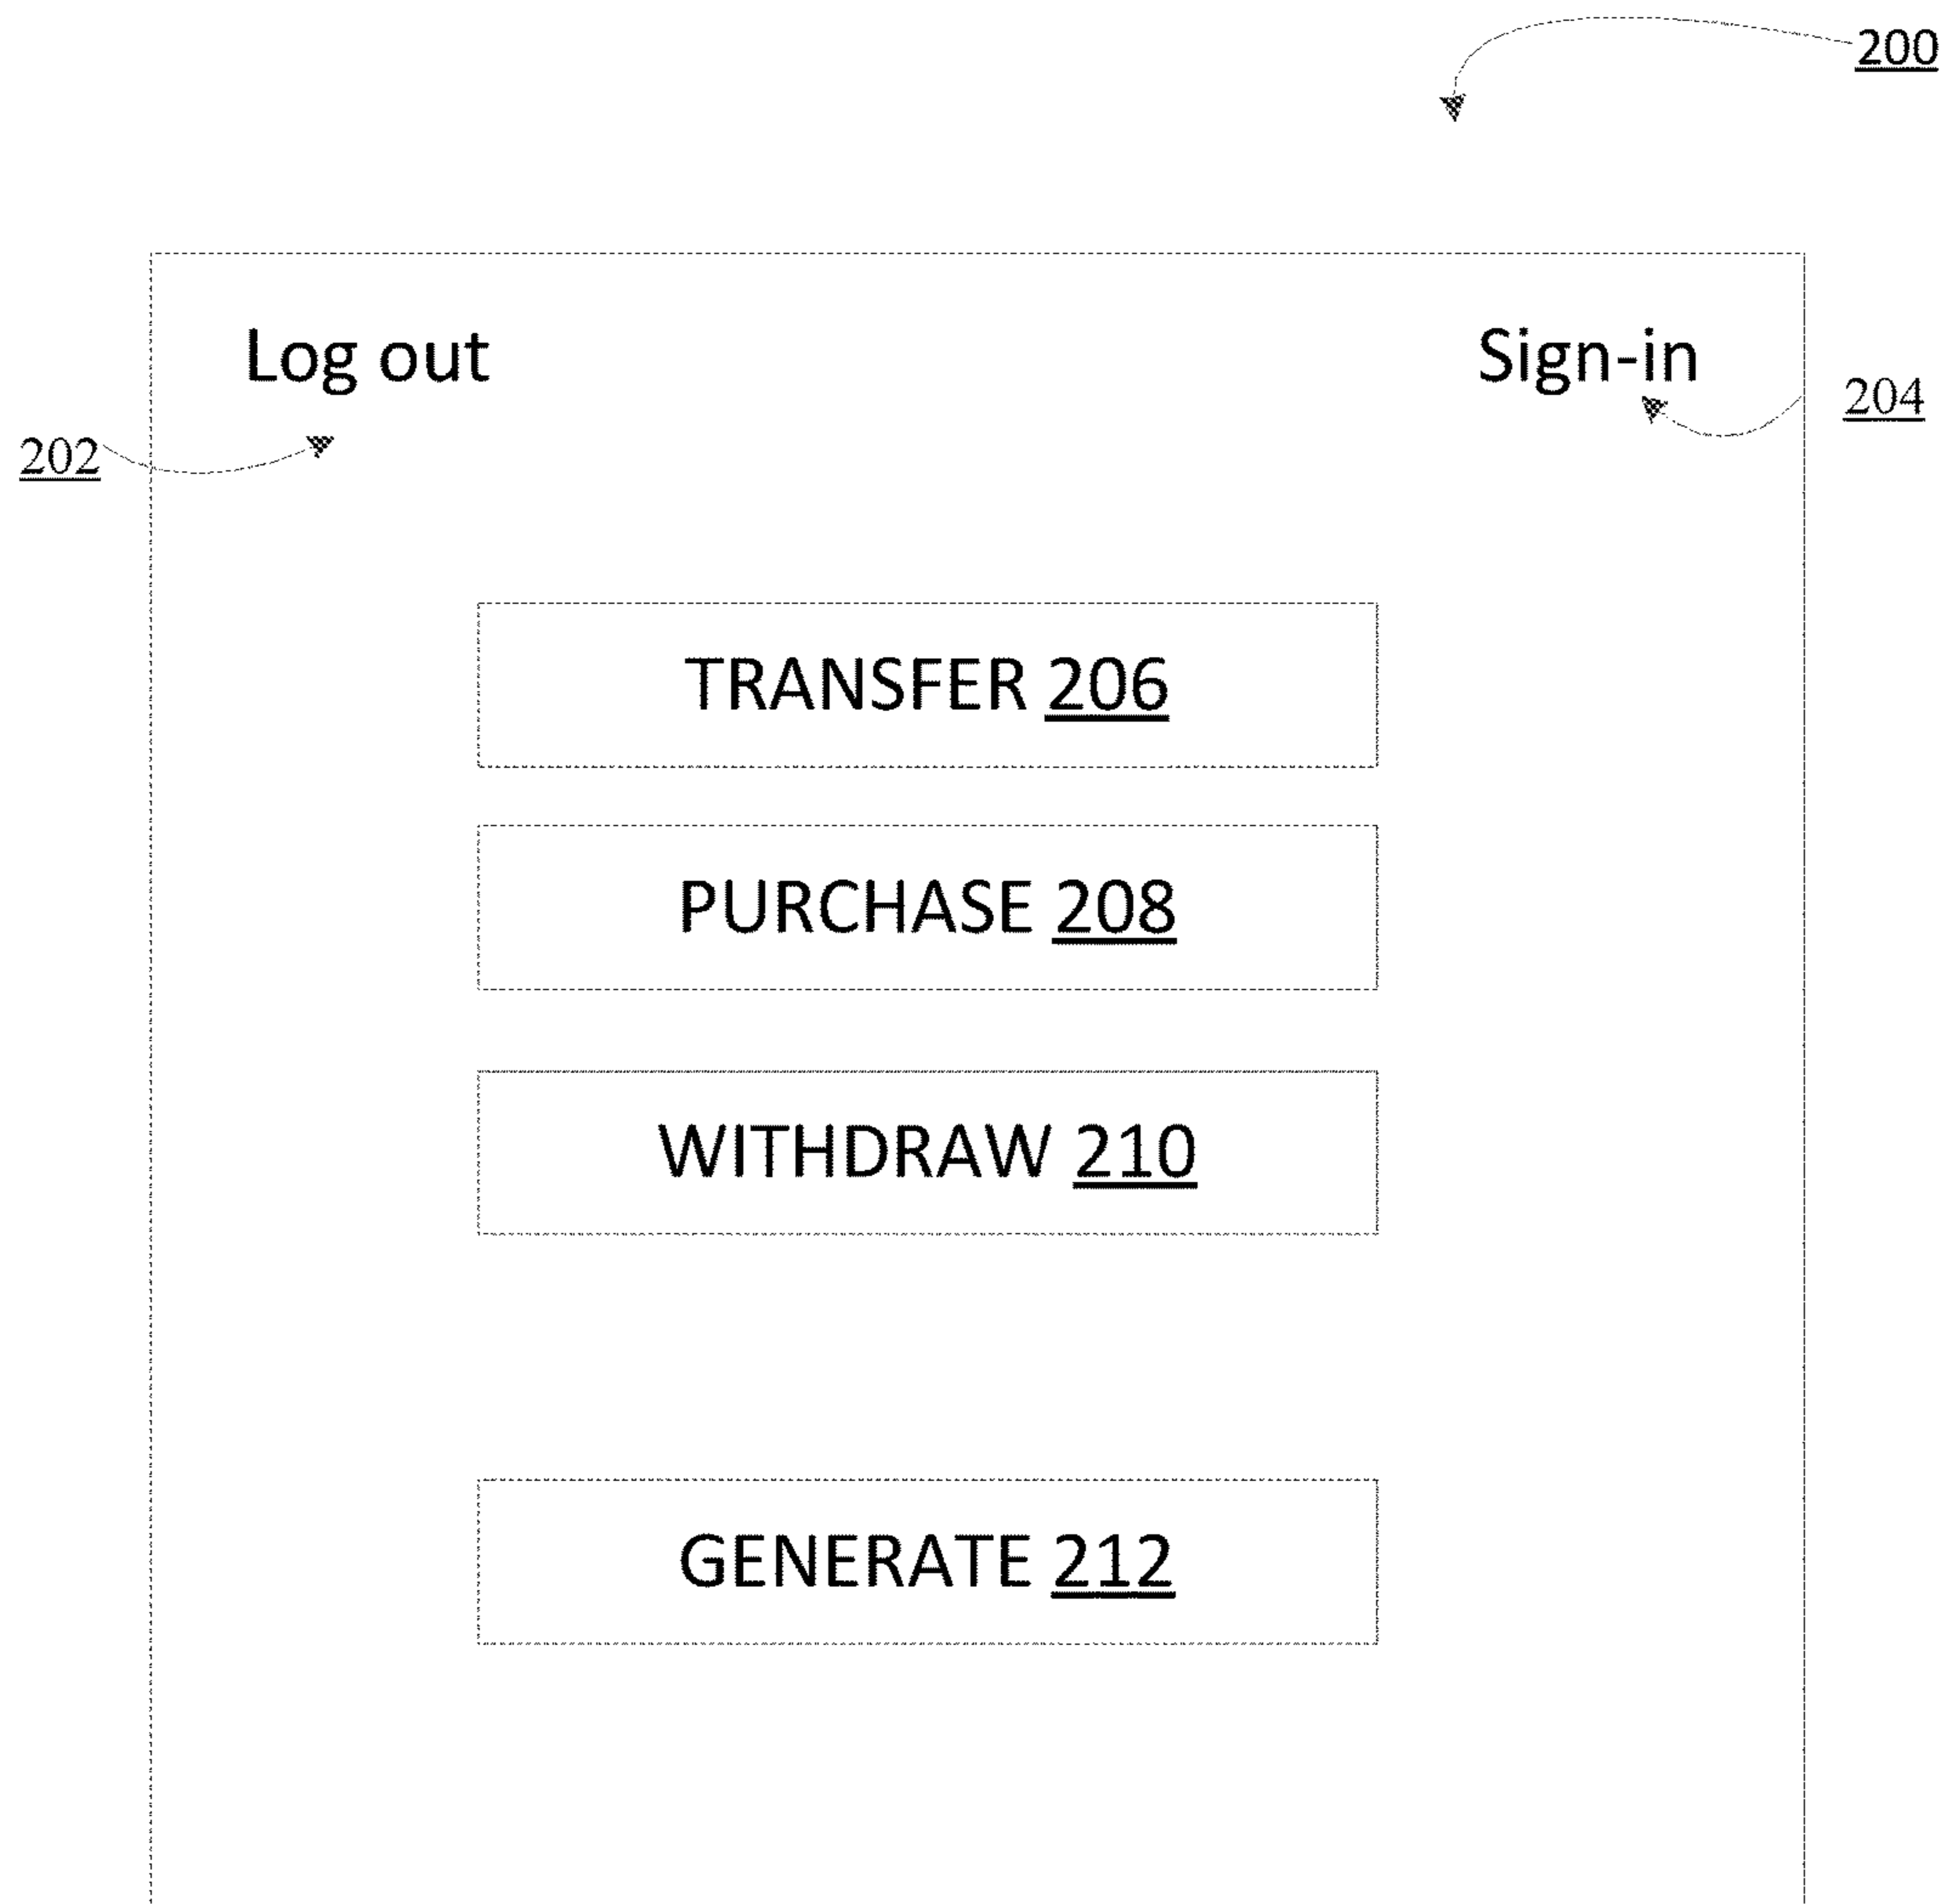 200
Log out
Sign-in
204
202
TRANSFER 206
PURCHASE 208
WITHDRAW 210
GENERATE 212